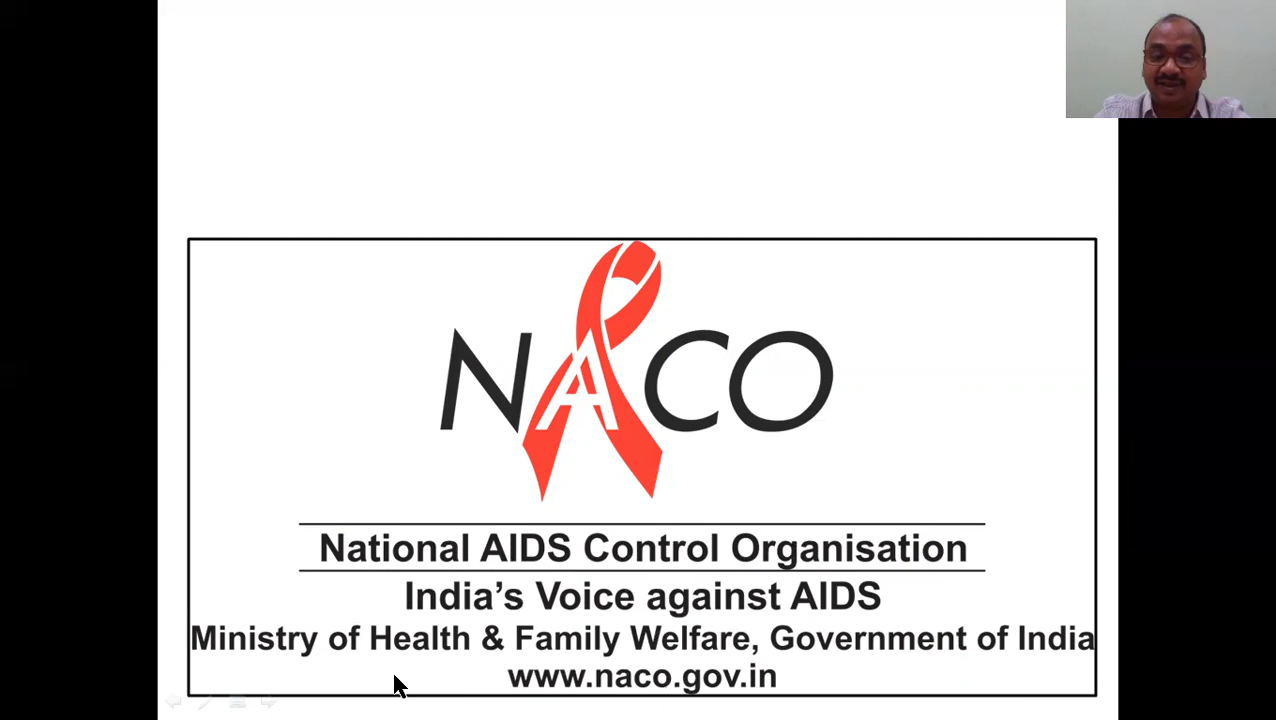 NACO
National AIDS Control Organisation
India’s Voice against AIDS
Ministry of Health & Family Welfare, Government of India
www.naco.gov.in